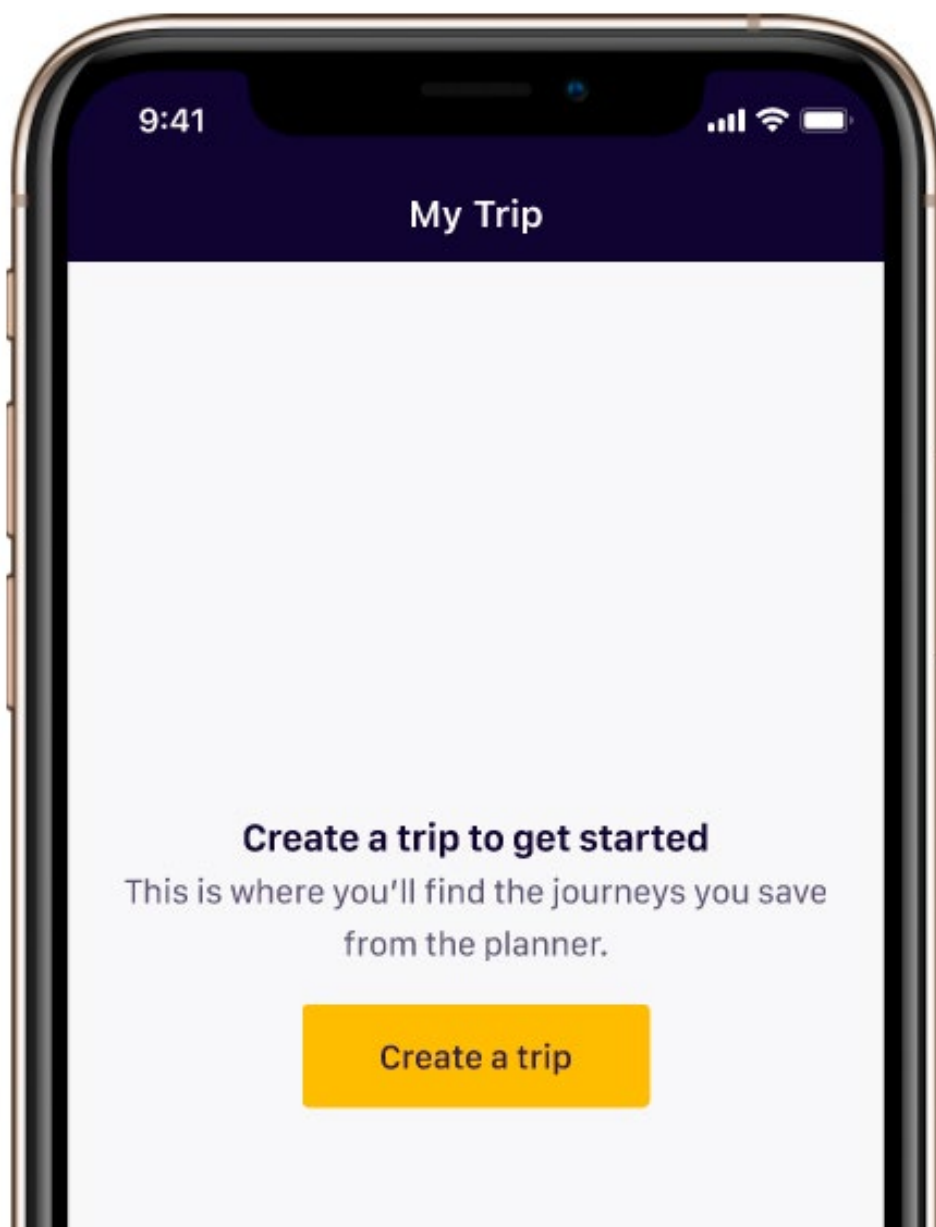 9:41
My Trip
Create a trip to get started
This is where you'll find the journeys you save
from the planner.
Create a trip